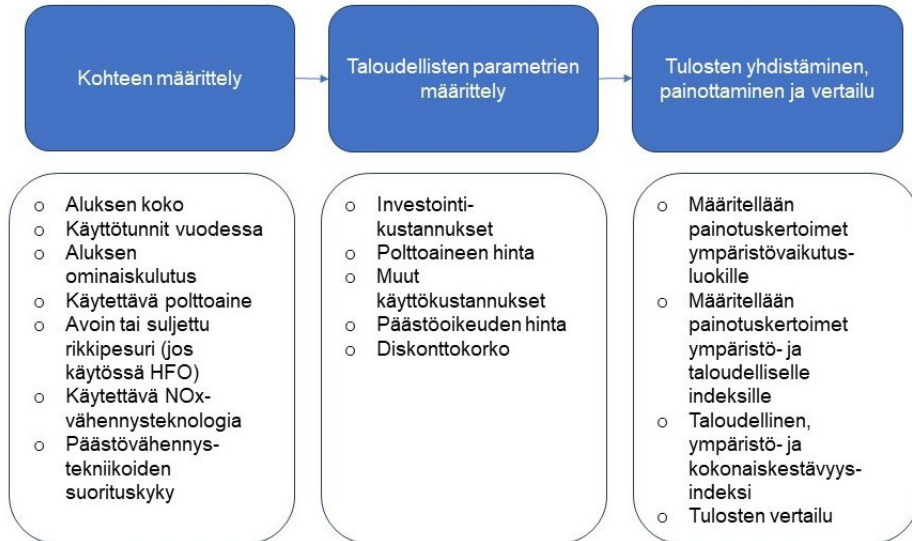 Kohteen määrittely
Taloudellisten parametrien
määrittely
Tulosten yhdistäminen,
painottaminen ja vertailu
o Aluksen koko
o Käyttötunnit vuodessa
o Aluksen
ominaiskulutus
o Käytettävä polttoaine
o Avoin tai suljettu
rikkipesuri (jos
käytössä HFO)
o Käytettävä NOx-
vähennysteknologia
o Päästövähennys-
tekniikoiden
suorituskyky
o Investointi-
kustannukset
o Polttoaineen hinta
o Muut
käyttökustannukset
o Päästöoikeuden hinta
o Diskonttokorko
o Määritellään
painotuskertoimet
ympäristövaikutus-
luokille
o Määritellään
painotuskertoimet
ympäristö- ja
taloudelliselle
indeksille
o Taloudellinen,
ympäristö- ja
kokonaiskestävyys-
indeksi
o Tulosten vertailu